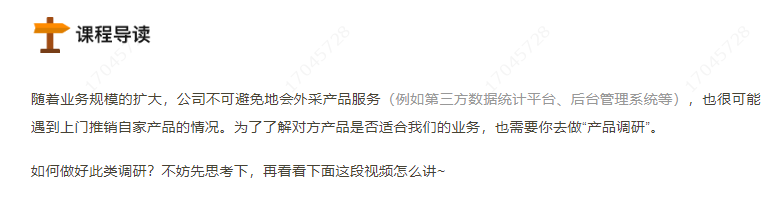 课程导读
随着业务规模的扩大，公司不可避免地会外采产品服务（例如第三方数据统计平台、后台管理系统等），也很可能
遇到上门推销自家产品的情况。为了了解对方产品是否适合我们的业务，也需要你去做“产品调研”。
如何做好此类调研？不妨先思考下，再看看下面这段视频怎么讲~
17045728
17045728
17045728
17045728